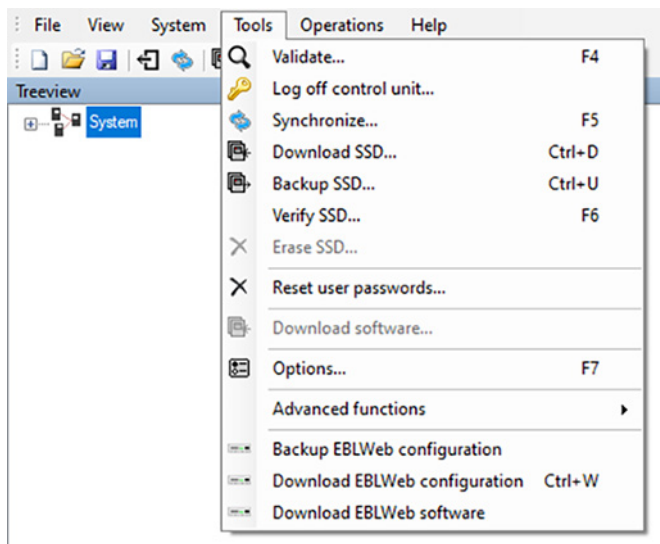 File View System Tools Operations Help
Treeview
System
Validate... F4
Log off control unit...
Synchronize... F5
Download SSD... Ctrl+D
Backup SSD... Ctrl+U
Verify SSD... F6
Erase SSD...
Reset user passwords...
Download software...
Options... F7
Advanced functions
Backup EBLWeb configuration
Download EBLWeb configuration Ctrl+W
Download EBLWeb software